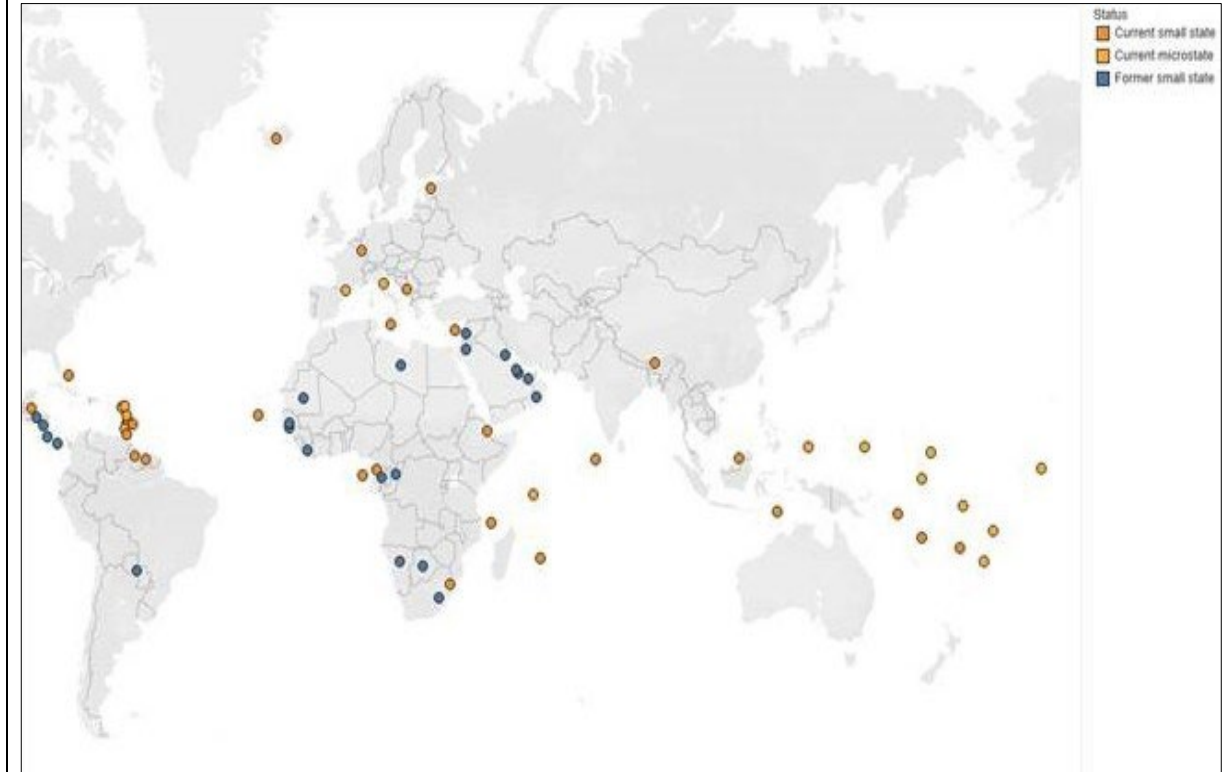 Status
Current small state
Current microstate
Former small state